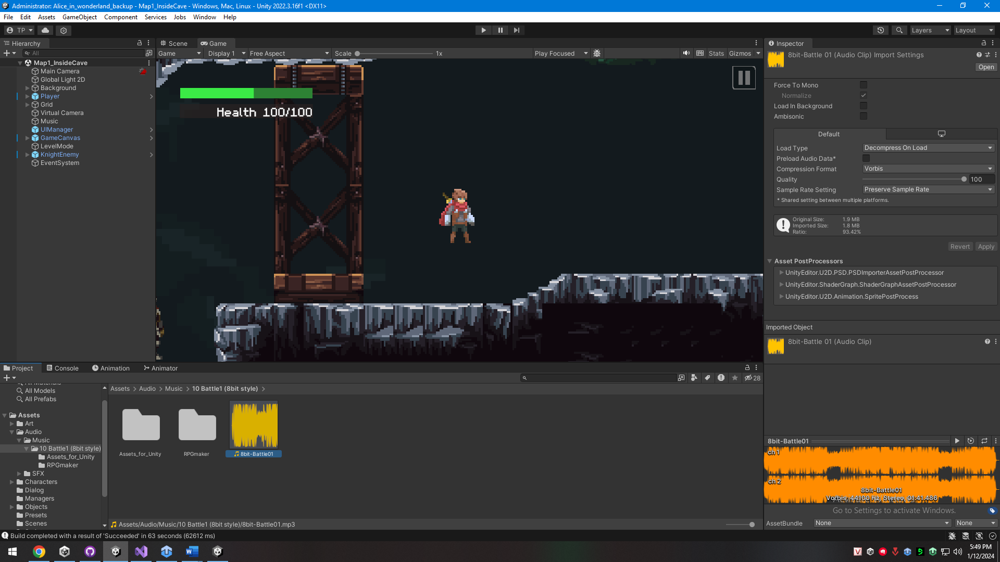 Administrator: Alice_in_wonderland_backup - Map1_InsideCave - Windows, Mac, Linux - Unity 2022.3.16f1 <DX11>
File Edit Assets GameObject Component Services Jobs Window Help
TP
Layers Layout
Hierarchy
All
Map1_InsideCave
Main Camera
Global Light 2D
Background
Player
Grid
Virtual Camera
Music
UIManager
GameCanvas
LevelMode
KnightEnemy
EventSystem
Scene Game
Game Display 1 Free Aspect Scale 1x Play Focused Stats Gizmos
Health 100/100
Inspector
8bit-Battle 01 (Audio Clip) Import Settings
Open
Force To Mono
Normalize
Load In Background
Ambisonic
Default
Load Type Decompress On Load
Preload Audio Data*
Compression Format Vorbis
Quality 100
Sample Rate Setting Preserve Sample Rate
* Shared setting between multiple platforms.
Original Size: 1.9 MB
Imported Size: 1.8 MB
Ratio: 93.42%
Revert Apply
Asset PostProcessors
UnityEditor.U2D.PSD.PSDImporterAssetPostProcessor
UnityEditor.ShaderGraph.ShaderGraphAssetPostProcessor
UnityEditor.U2D.Animation.SpritePostProcess
Imported Object
8bit-Battle 01 (Audio Clip)
8bit-Battle01
ch 1
ch 2
8bit-Battle01
Vorbis, 44100 Hz, Stereo, 01:41.486
Go to Settings to activate Windows.
AssetBundle None None
Project Console Animation Animator
28
All Models
All Prefabs
Assets
Art
Audio
Music
10 Battle1 (8bit style)
Assets_for_Unity
RPGmaker
SFX
Characters
Dialog
Managers
Objects
Presets
Scenes
Assets > Audio > Music > 10 Battle1 (8bit style) >
Assets_for_Unity RPGmaker 8bit-Battle01
Assets/Audio/Music/10 Battle1 (8bit style)/8bit-Battle01.mp3
Build completed with a result of 'Succeeded' in 63 seconds (62612 ms)
5:49 PM
1/12/2024